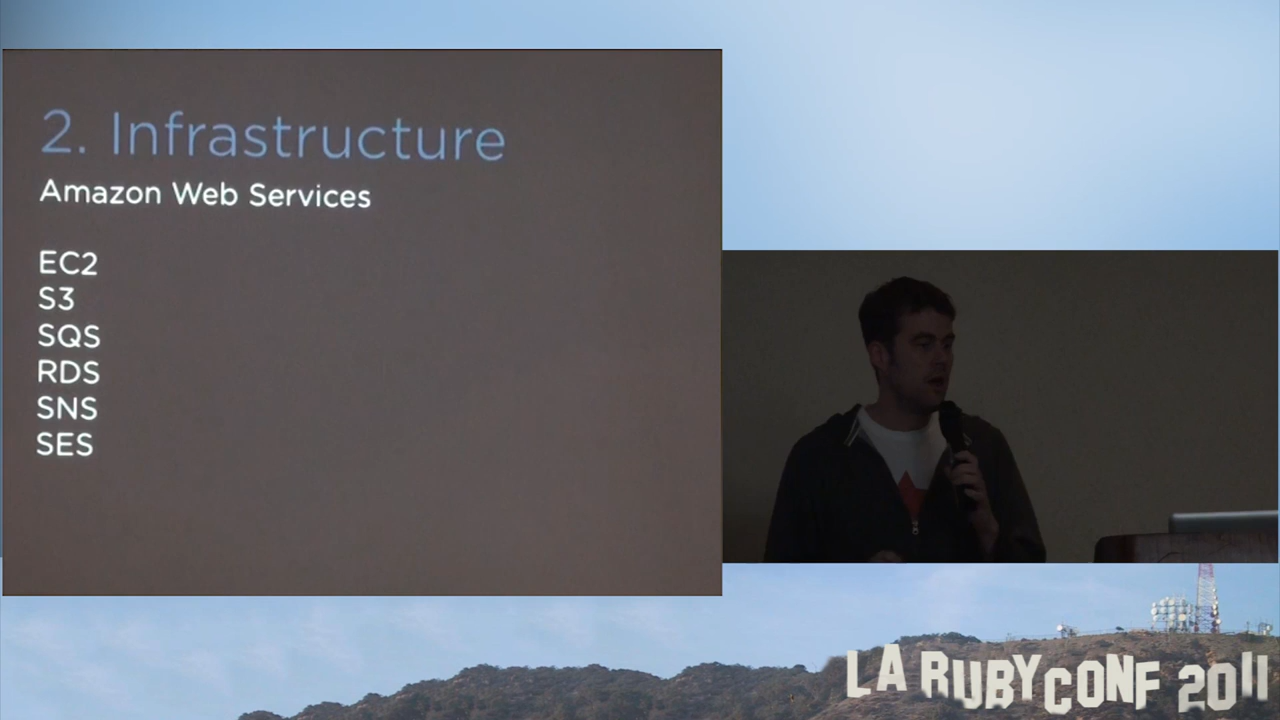 2. Infrastructure
Amazon Web Services
EC2
S3
SQS
RDS
SNS
SES
LA RUBYCONF 2011